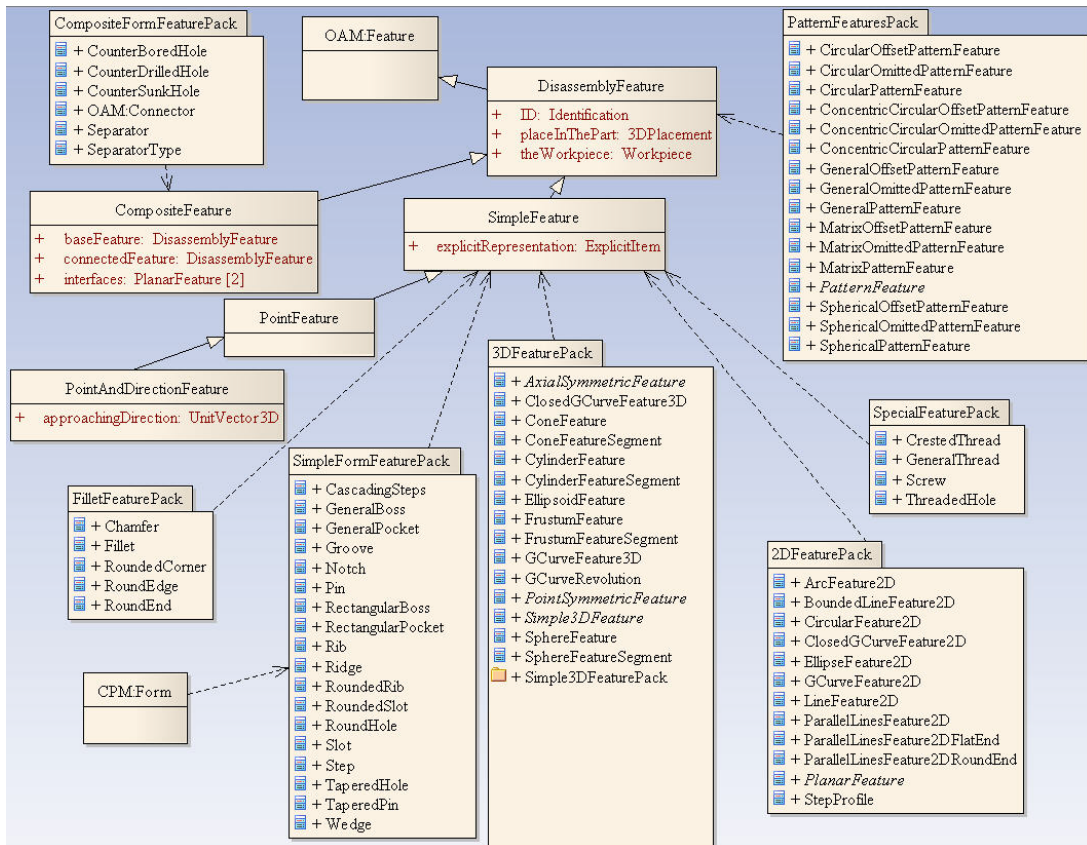 CompositeFormFeaturePack
+ CounterBoredHole
+ CounterDrilledHole
+ CounterSunkHole
+ OAM:Connector
+ Separator
+ SeparatorType
OAM:Feature
DisassemblyFeature
+ ID: Identification
+ placeInThePart: 3DPlacement
+ theWorkpiece: Workpiece
PatternFeaturesPack
+ CircularOffsetPatternFeature
+ CircularOmittedPatternFeature
+ CircularPatternFeature
+ ConcentricCircularOffsetPatternFeature
+ ConcentricCircularOmittedPatternFeature
+ ConcentricCircularPatternFeature
+ GeneralOffsetPatternFeature
+ GeneralOmittedPatternFeature
+ GeneralPatternFeature
+ MatrixOffsetPatternFeature
+ MatrixOmittedPatternFeature
+ MatrixPatternFeature
+ PatternFeature
+ SphericalOffsetPatternFeature
+ SphericalOmittedPatternFeature
+ SphericalPatternFeature
CompositeFeature
+ baseFeature: DisassemblyFeature
+ connectedFeature: DisassemblyFeature
+ interfaces: PlanarFeature [2]
SimpleFeature
+ explicitRepresentation: ExplicitItem
PointFeature
PointAndDirectionFeature
+ approachingDirection: UnitVector3D
FilletFeaturePack
+ Chamfer
+ Fillet
+ RoundedCorner
+ RoundEdge
+ RoundEnd
CPM:Form
SimpleFormFeaturePack
+ CascadingSteps
+ GeneralBoss
+ GeneralPocket
+ Groove
+ Notch
+ Pin
+ RectangularBoss
+ RectangularPocket
+ Rib
+ Ridge
+ RoundedRib
+ RoundedSlot
+ RoundHole
+ Slot
+ Step
+ TaperedHole
+ TaperedPin
+ Wedge
3DFeaturePack
+ AxialSymmetricFeature
+ ClosedGCurveFeature3D
+ ConeFeature
+ ConeFeatureSegment
+ CylinderFeature
+ CylinderFeatureSegment
+ EllipsoidFeature
+ FrustumFeature
+ FrustumFeatureSegment
+ GCurveFeature3D
+ GCurveRevolution
+ PointSymmetricFeature
+ Simple3DFeature
+ SphereFeature
+ SphereFeatureSegment
+ Simple3DFeaturePack
SpecialFeaturePack
+ CrestedThread
+ GeneralThread
+ Screw
+ ThreadedHole
2DFeaturePack
+ ArcFeature2D
+ BoundedLineFeature2D
+ CircularFeature2D
+ ClosedGCurveFeature2D
+ EllipseFeature2D
+ GCurveFeature2D
+ LineFeature2D
+ ParallelLinesFeature2D
+ ParallelLinesFeature2DFlatEnd
+ ParallelLinesFeature2DRoundEnd
+ PlanarFeature
+ StepProfile